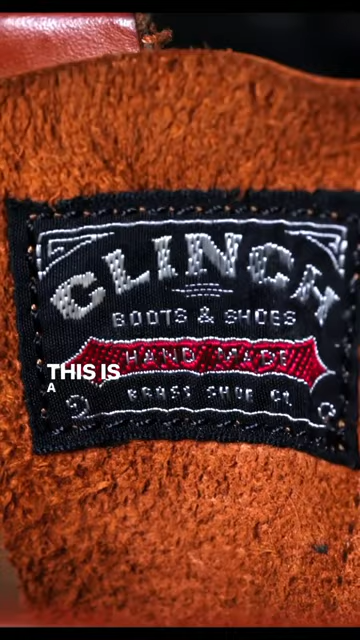 CLINCH
BOOTS & SHOES
HAND MADE
THIS IS
A
BRASS SHOE CO.